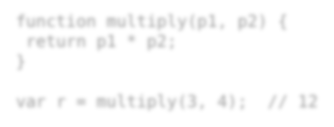 function multiply(p1, p2) {
 return p1 * p2;
}

var r = multiply(3, 4);  // 12